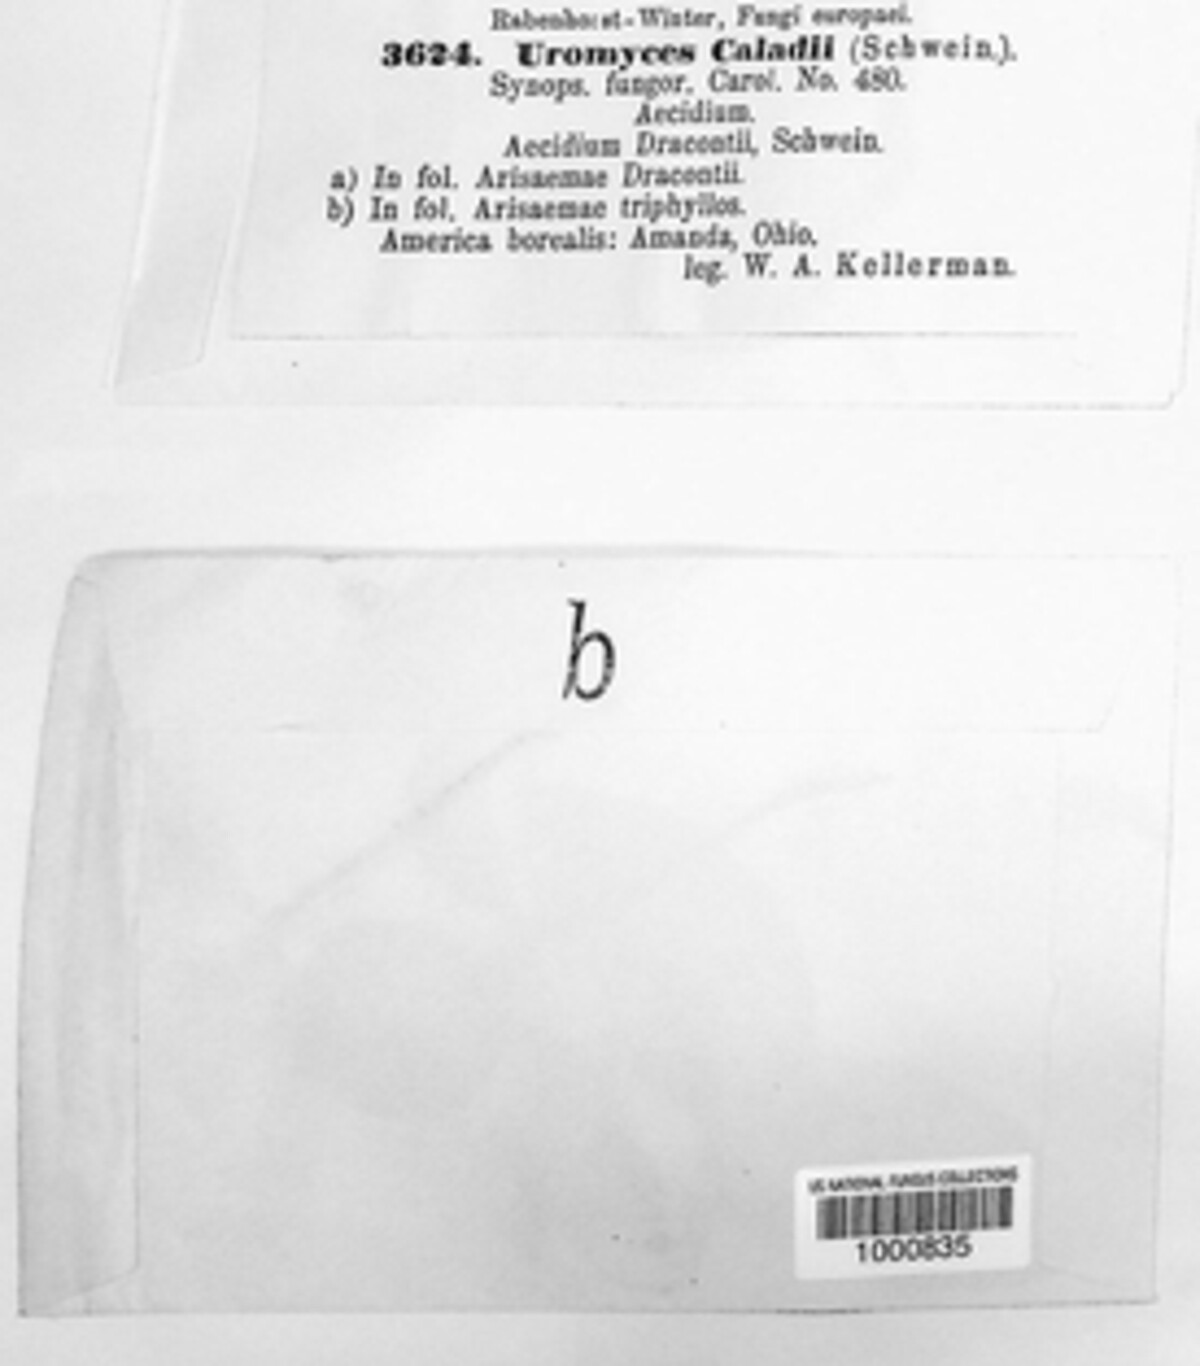 Rabenhorst-Winter, Fungi europaei.
3624. Uromyces Caladii (Schwein.).
Synops. fungor. Carol. No. 480.
Aecidium.
Aecidium Dracontii, Schwein.
a) In fol. Arisaemae Dracontii.
b) In fol. Arisaemae triphyllos.
America borealis: Amanda, Ohio.
leg. W. A. Kellerman.
b
US NATIONAL FUNGUS COLLECTIONS
1000835